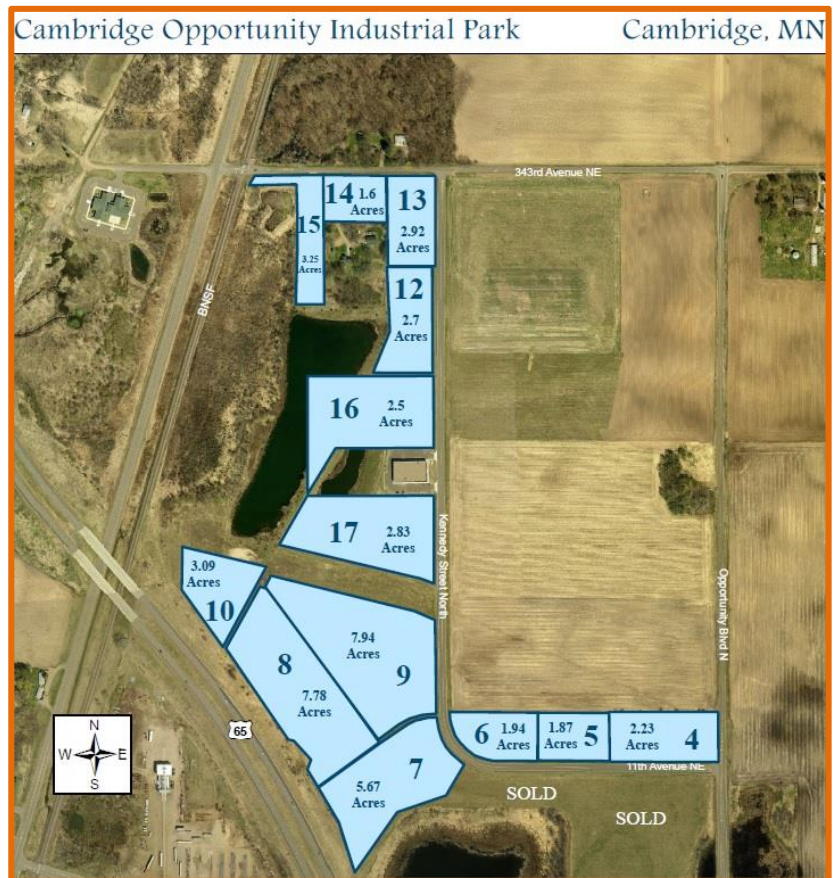 Cambridge Opportunity Industrial Park
Cambridge, MN
343rd Avenue NE
14 1.6
Acres
13
2.92
Acres
15
3.25
Acres
12
2.7
Acres
BNSF
16 2.5
Acres
17 2.83
Acres
Kennedy Street North
Opportunity Blvd N
3.09
Acres
10
7.94
Acres
9
8
7.78
Acres
65
N
W E
S
6 1.94
Acres
1.87
Acres 5
2.23
Acres 4
11th Avenue NE
7
5.67
Acres
SOLD
SOLD